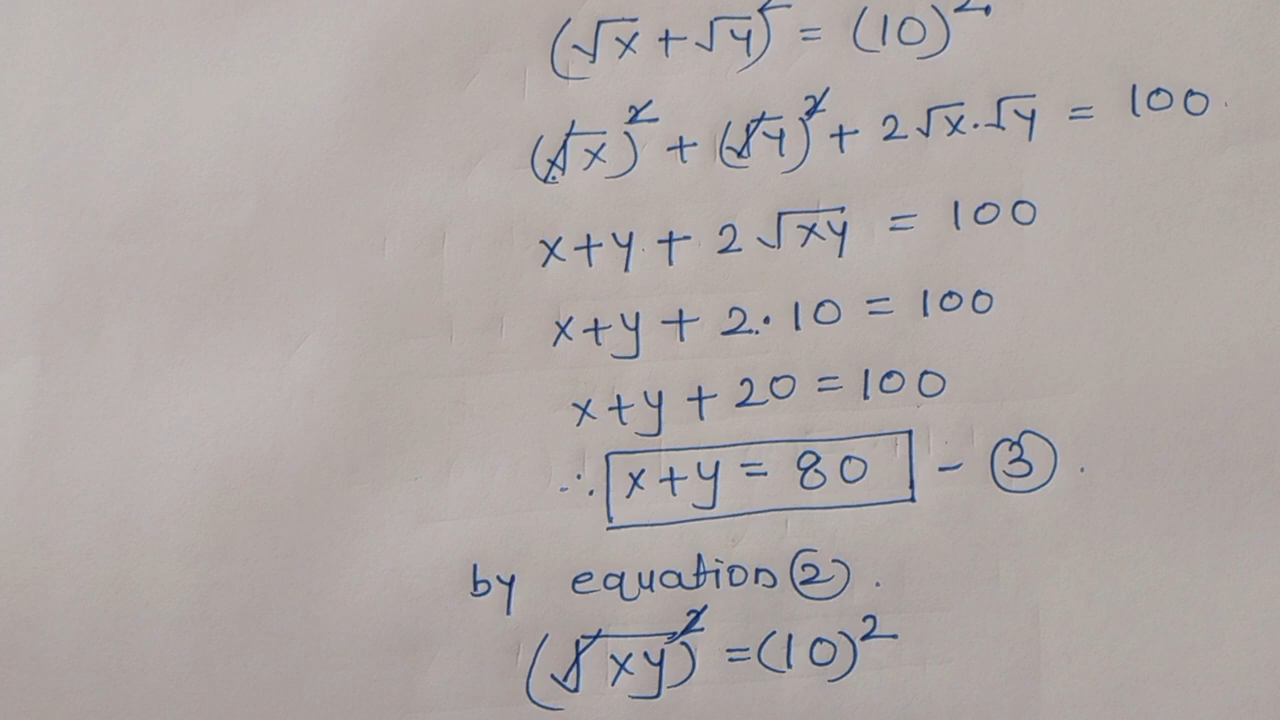 (√x + √y)² = (10)²
(√x)² + (√y)² + 2√x.√y = 100
x+y + 2√xy = 100
x+y + 2.10 = 100
x+y + 20 = 100
∴ x+y = 80 - ③.
by equation ②.
(√xy)² = (10)²